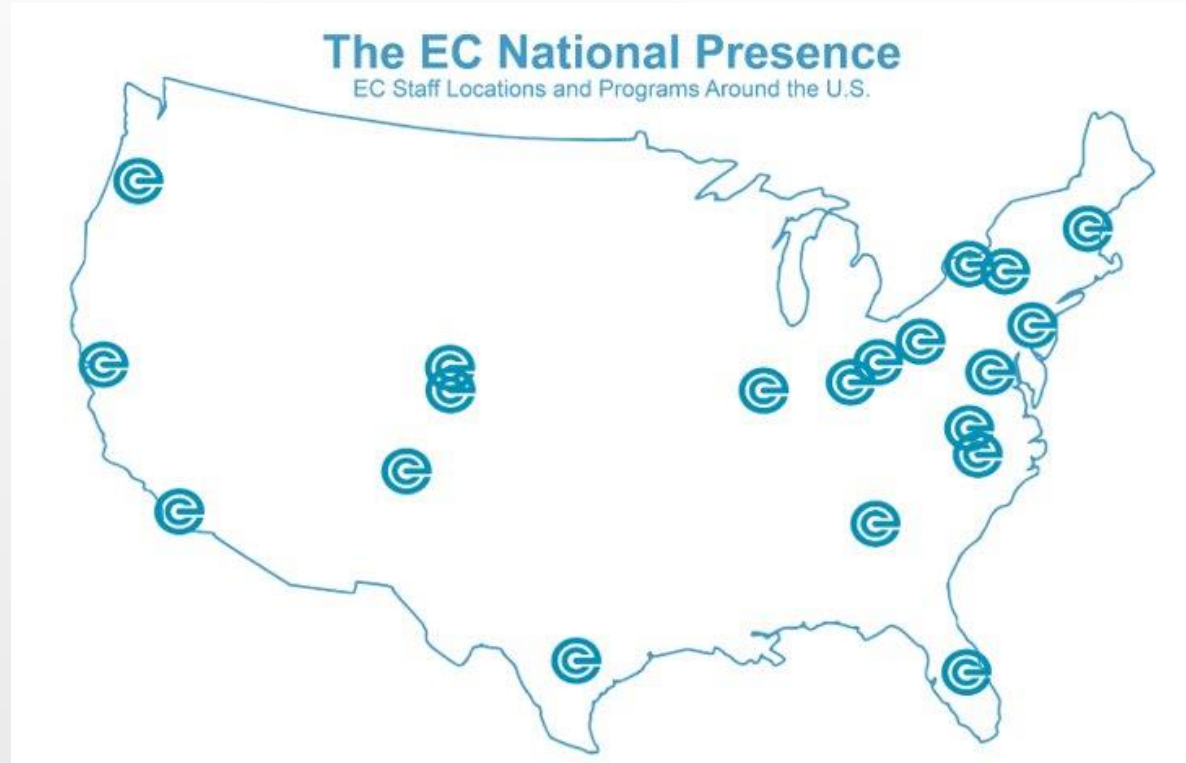 The EC National Presence
EC Staff Locations and Programs Around the U.S.